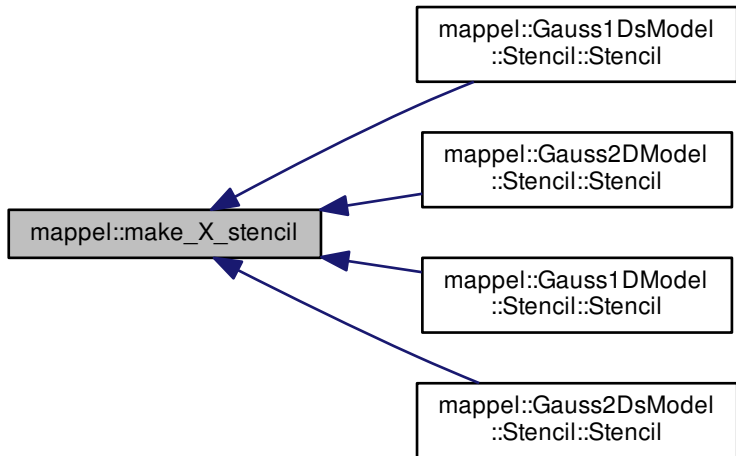 mappel::Gauss1DsModel
::Stencil::Stencil
mappel::Gauss2DModel
::Stencil::Stencil
mappel::make_X_stencil
mappel::Gauss1DModel
::Stencil::Stencil
mappel::Gauss2DsModel
::Stencil::Stencil